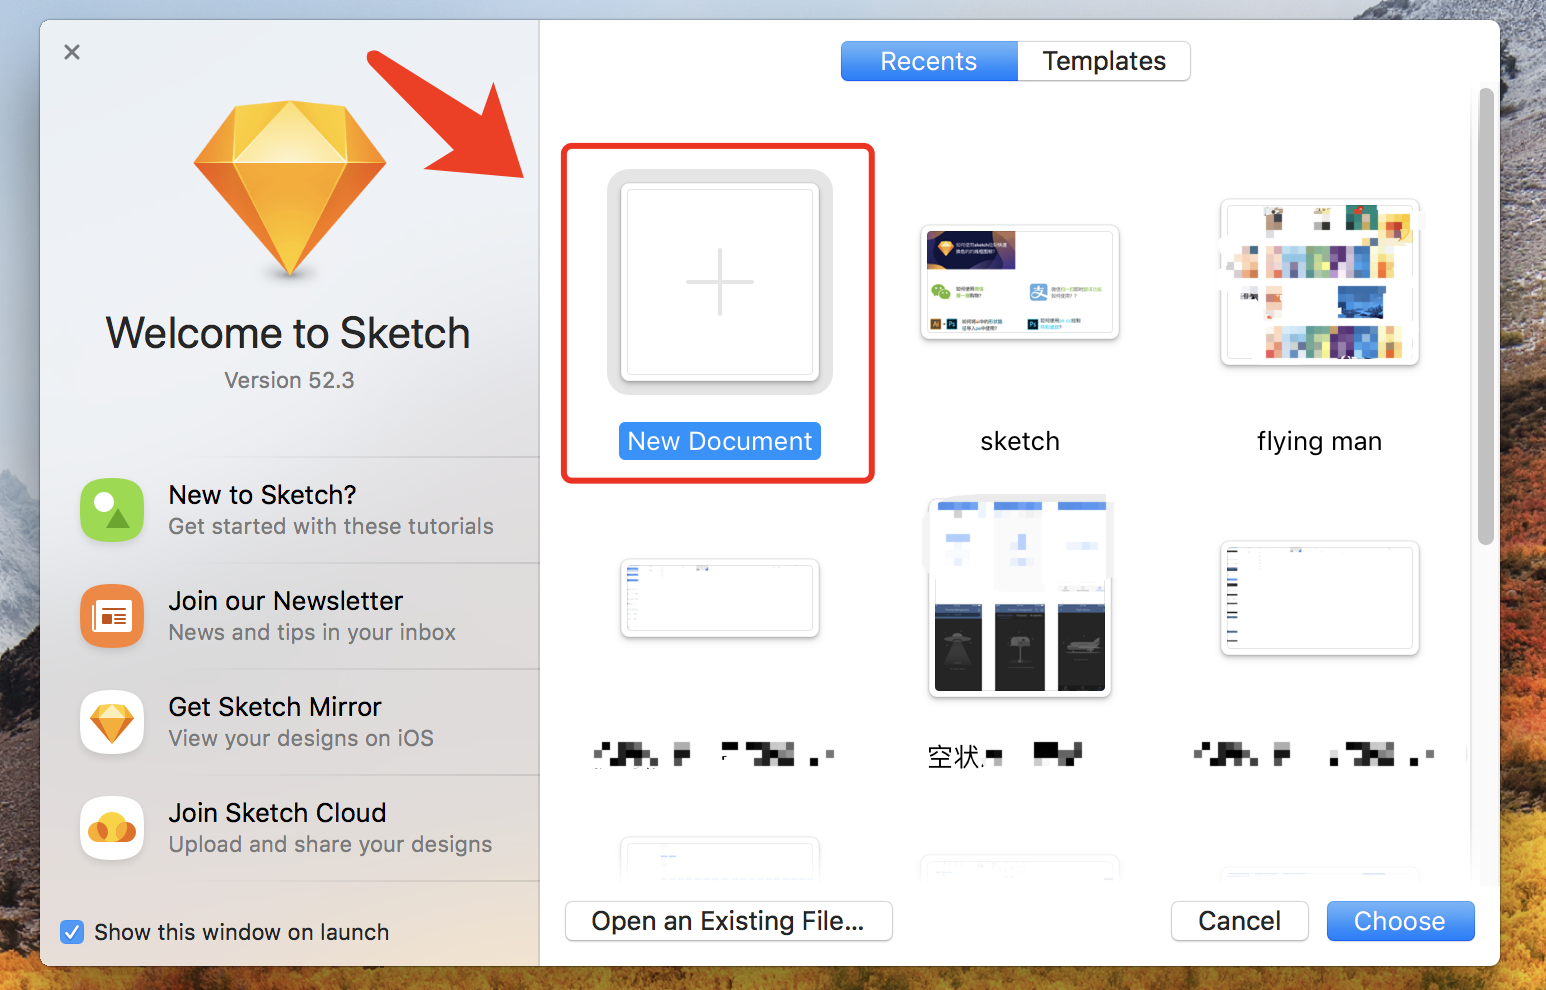 Recents
Templates
Welcome to Sketch
Version 52.3
New to Sketch?
Get started with these tutorials
Join our Newsletter
News and tips in your inbox
Get Sketch Mirror
View your designs on iOS
Join Sketch Cloud
Upload and share your designs
Show this window on launch
New Document
sketch
flying man
空状
Open an Existing File...
Cancel
Choose